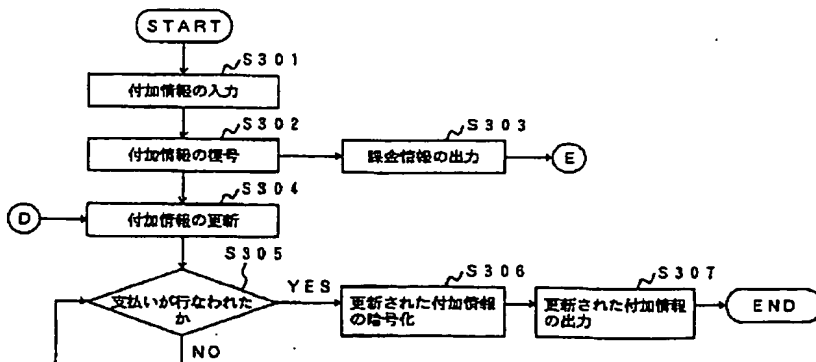 START
S301
付加情報の入力
S302
付加情報の復号
S303
課金情報の出力
E
S304
D
付加情報の更新
S305
支払いが行なわれた
か
YES
NO
S306
更新された付加情報
の暗号化
S307
更新された付加情報
の出力
END